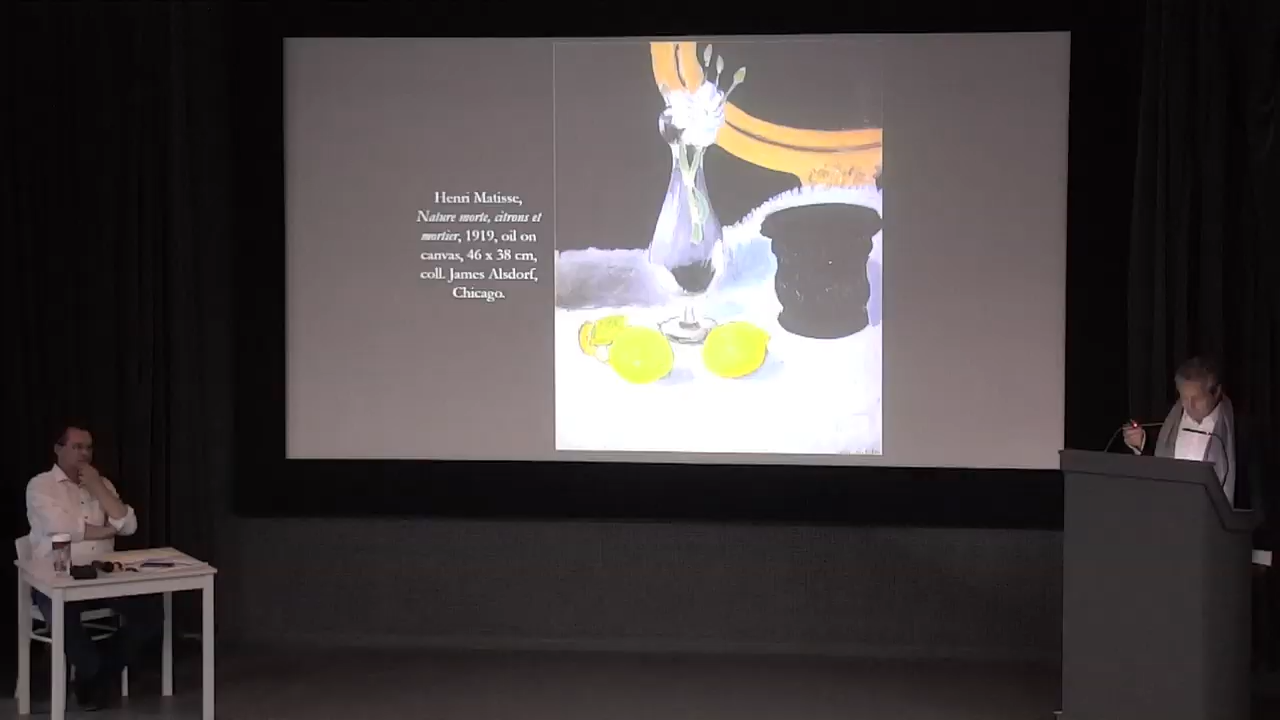 Henri Matisse,
Nature morte, citrons et
mortier, 1919, oil on
canvas, 46 x 38 cm,
coll. James Alsdorf,
Chicago.